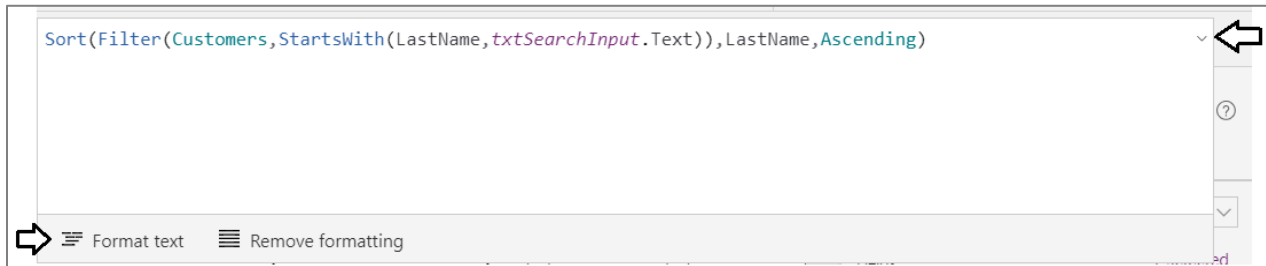 Sort(Filter(Customers,StartsWith(LastName,txtSearchInput.Text)),LastName,Ascending)
Format text Remove formatting